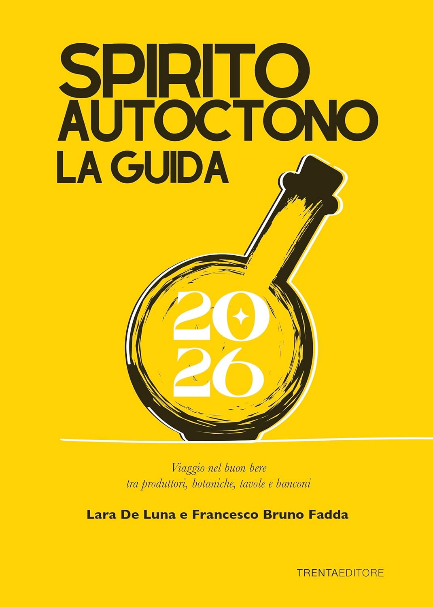 SPIRITO
AUTOCTONO
LA GUIDA
20
26
Viaggio nel buon bere
tra produttori, botaniche, tavole e banconi
Lara De Luna e Francesco Bruno Fadda
TRENTAEDITORE